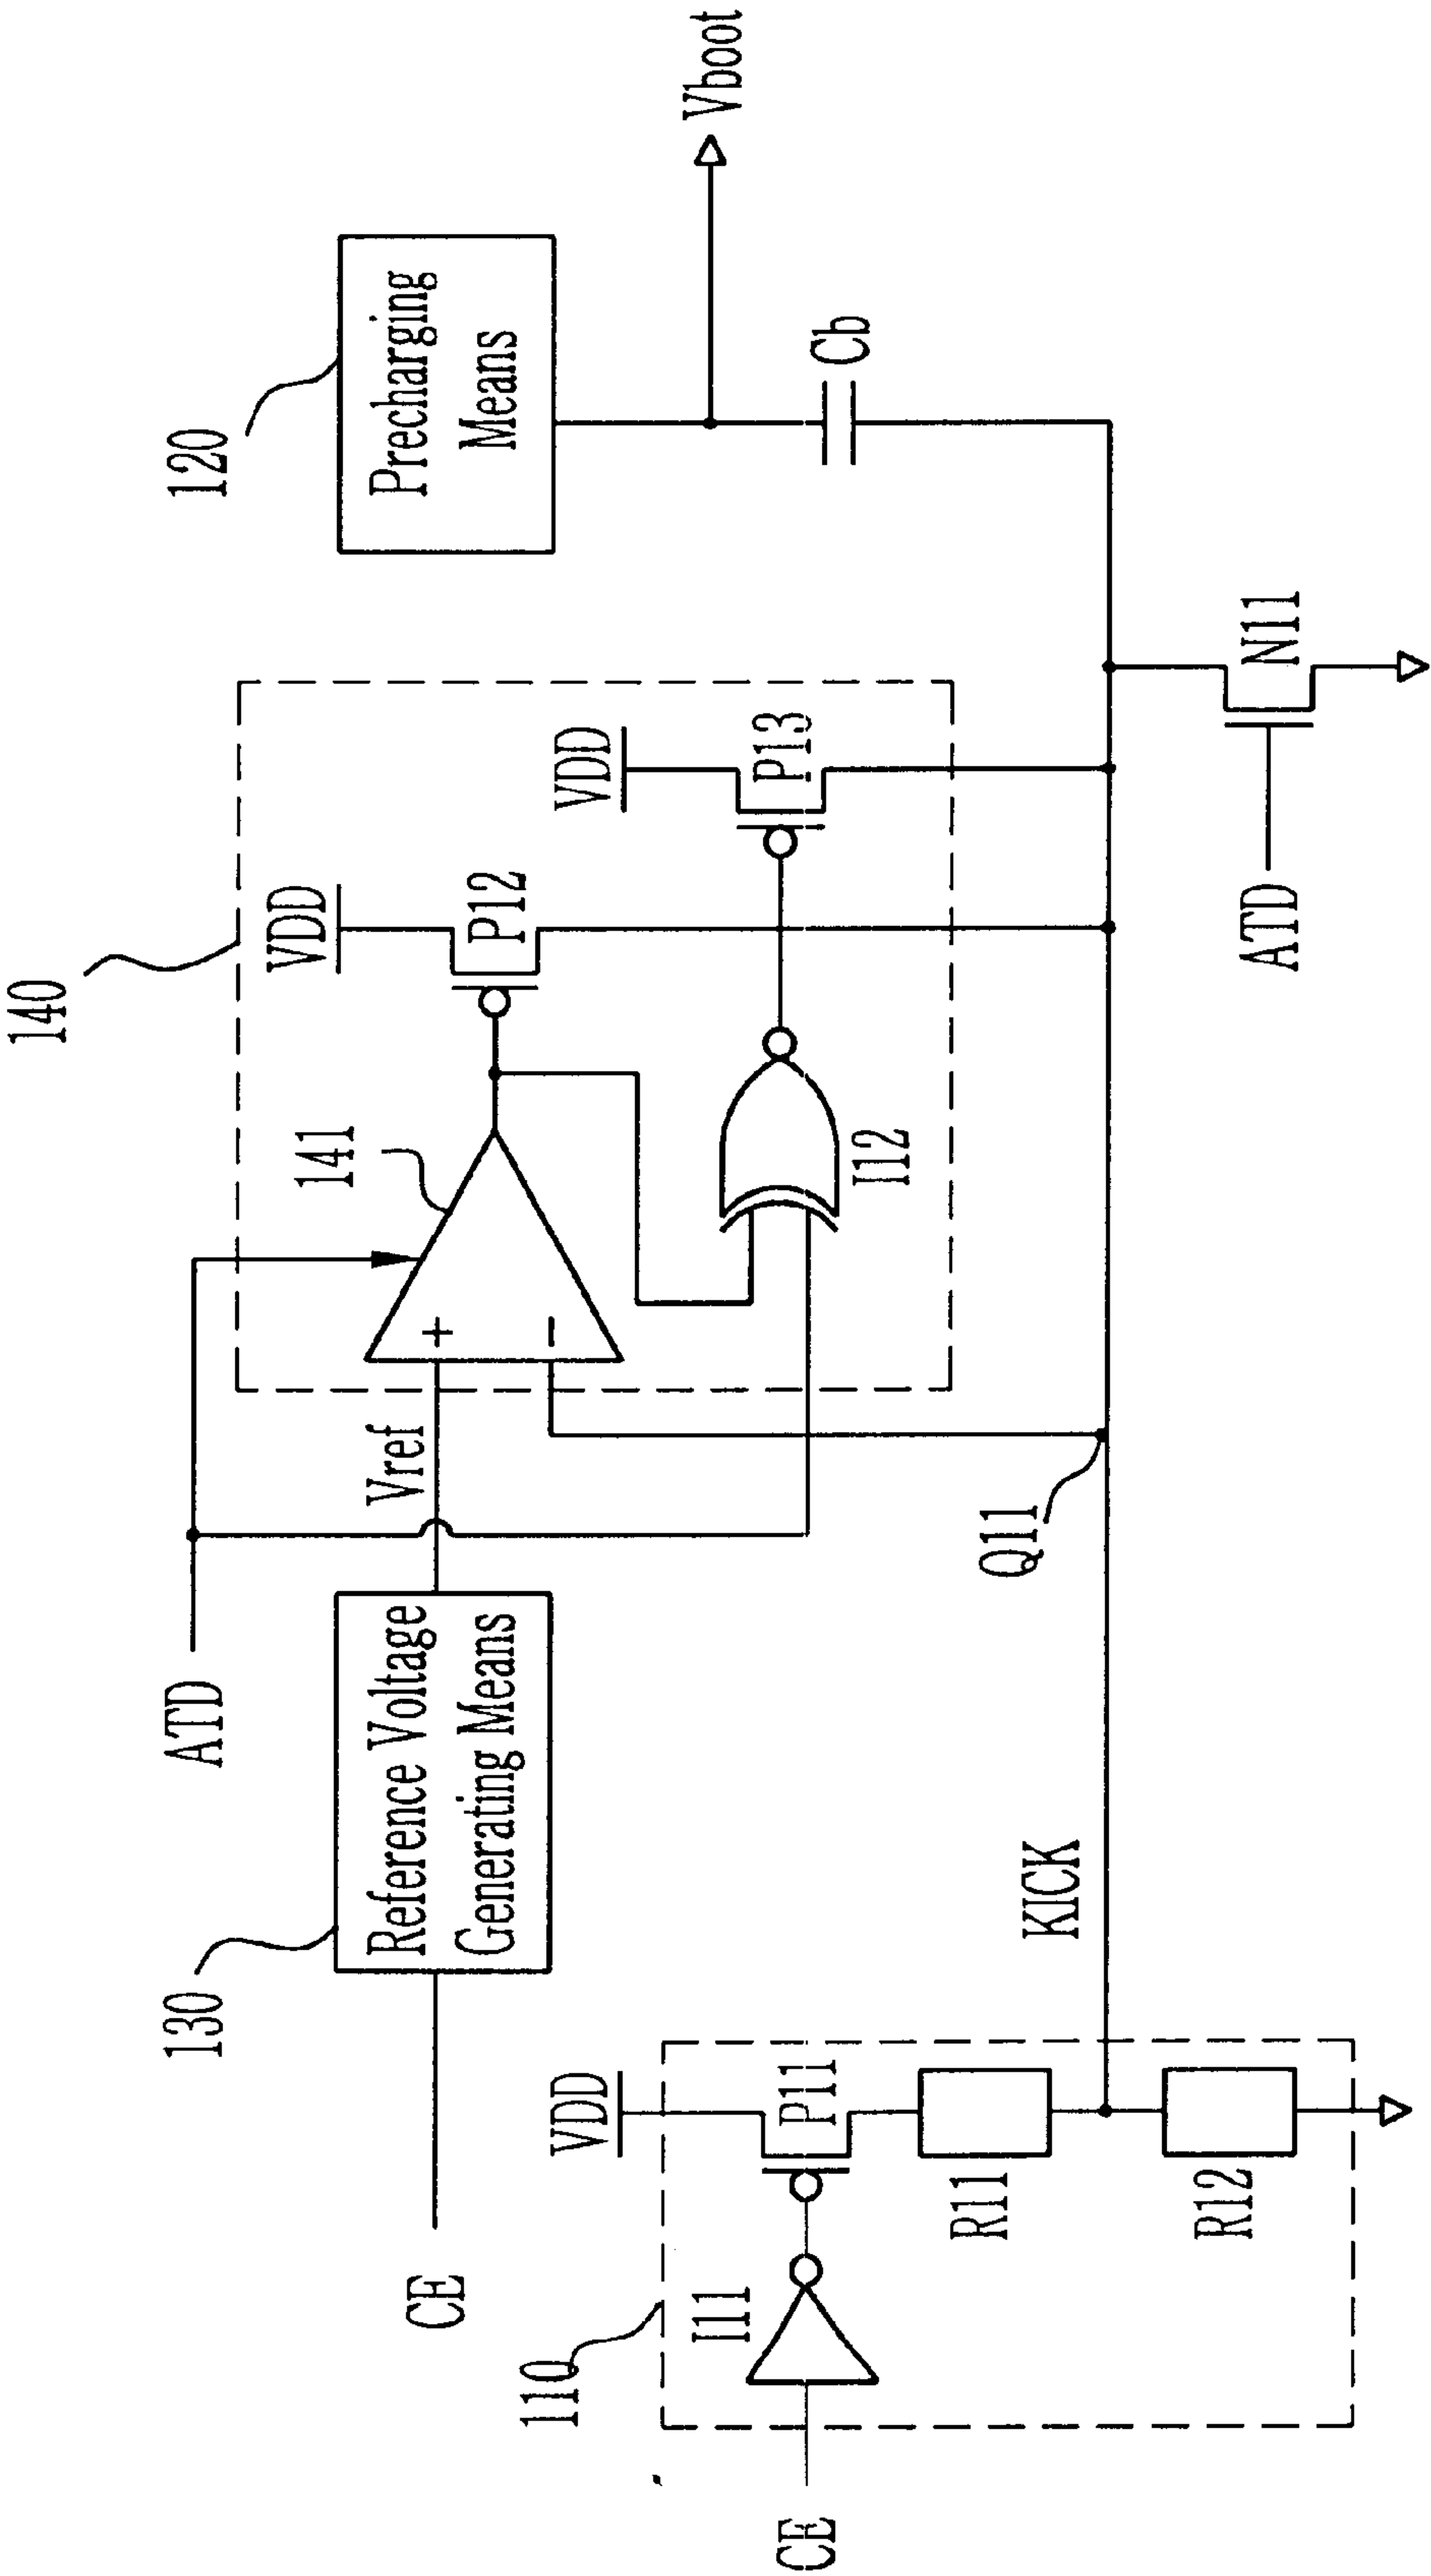 140
120
130
ATD
141
VDD
P12
Precharging
Means
Vboot
CE
Reference Voltage
Generating Means
Vref
+
−
VDD
P13
I12
Cb
110
CE
I11
VDD
P11
R11
R12
KICK
Q11
ATD
N11